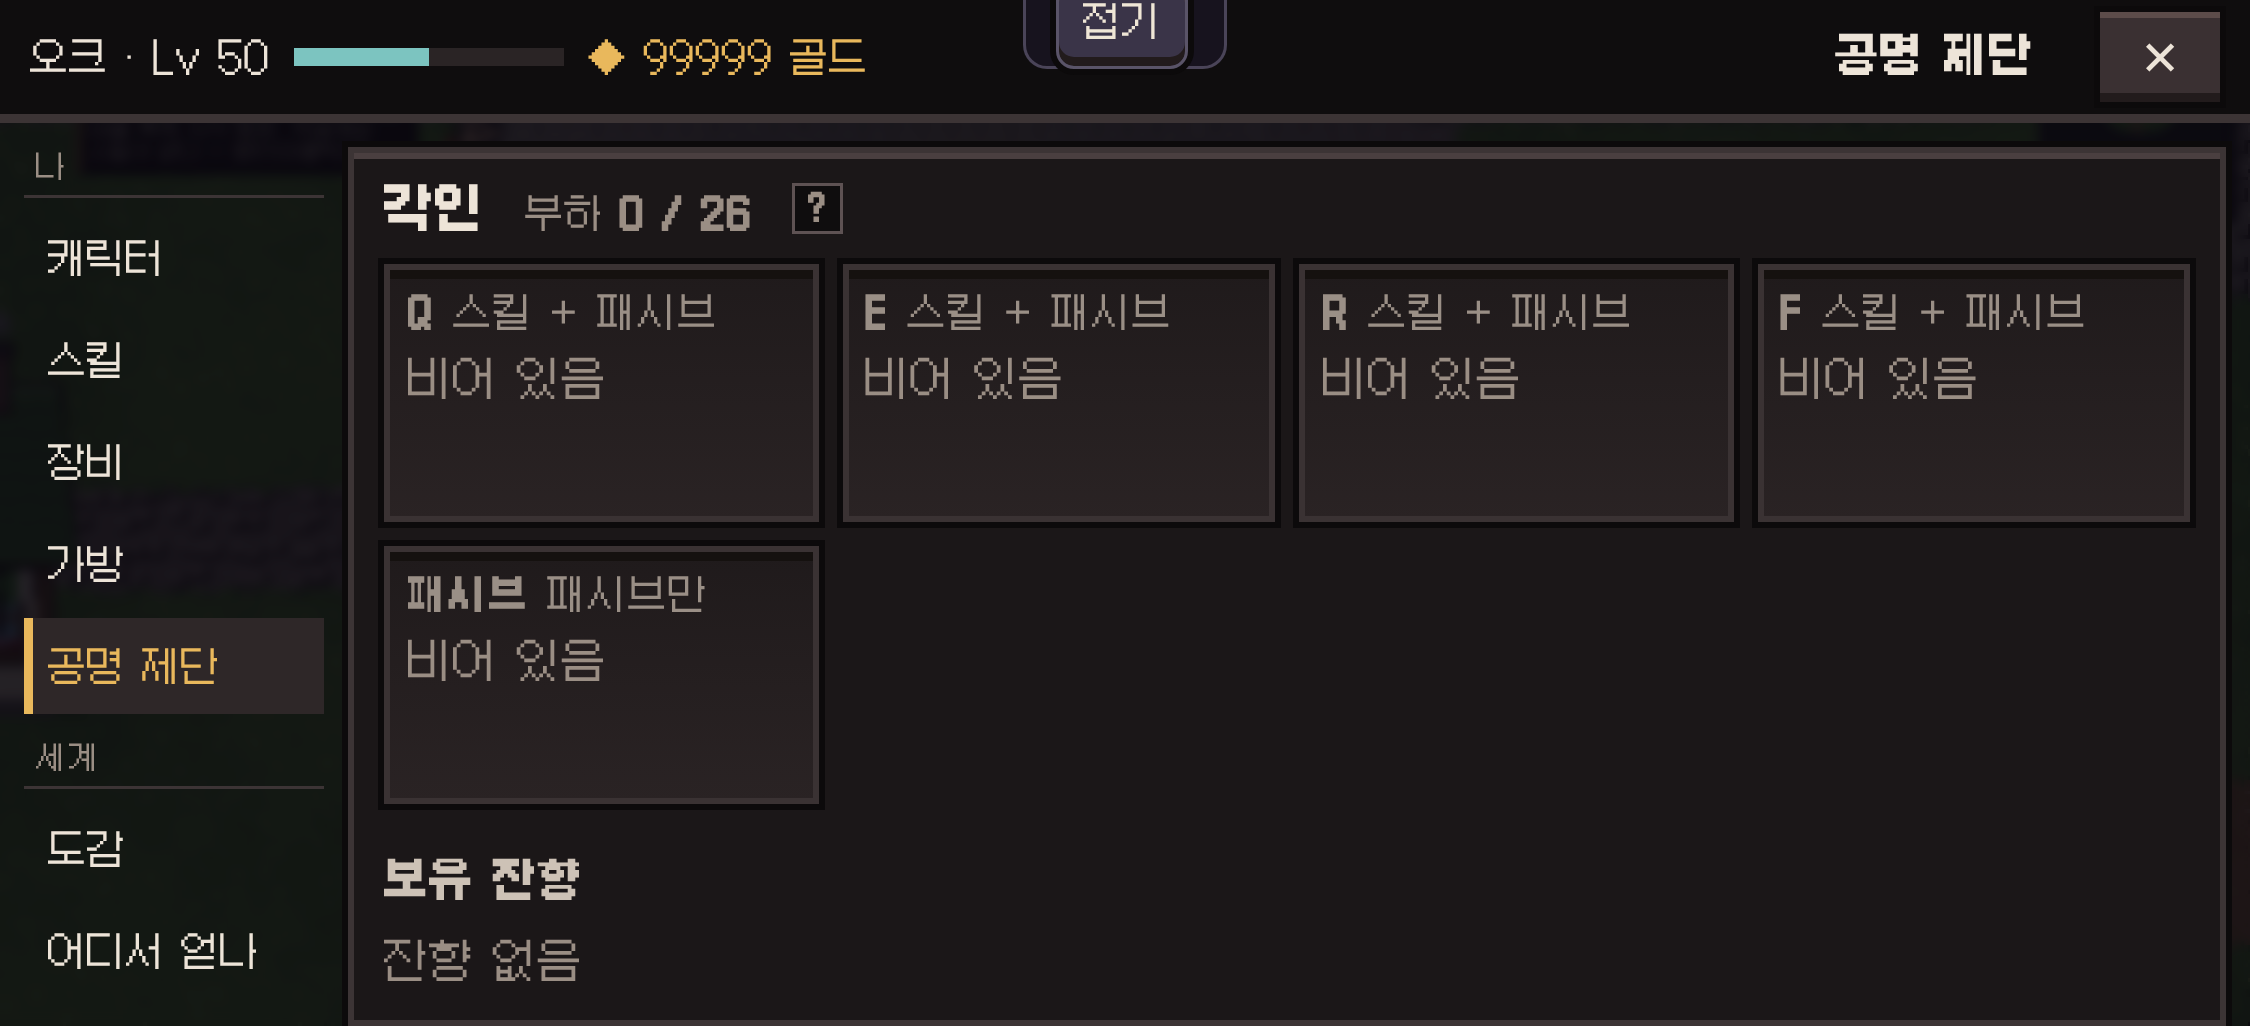 오크 · Lv 50 ◆ 99999 골드
접기
공명 제단 ×
나
캐릭터
스킬
장비
가방
공명 제단
세계
도감
어디서 얻나
각인 부하 0 / 26 ?
Q 스킬 + 패시브
비어 있음
E 스킬 + 패시브
비어 있음
R 스킬 + 패시브
비어 있음
F 스킬 + 패시브
비어 있음
패시브 패시브만
비어 있음
보유 잔향
잔향 없음